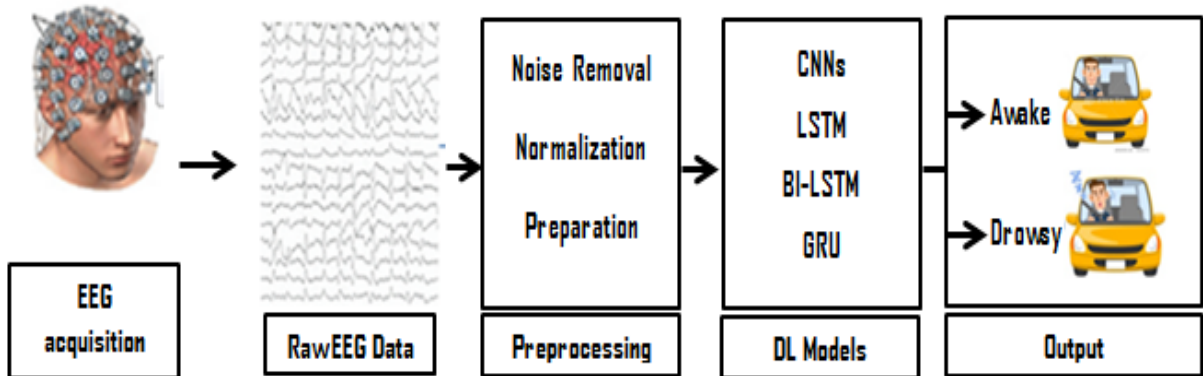 Noise Removal
Normalization
Preparation
CNNs
LSTM
BI-LSTM
GRU
Awake
Drowsy
EEG
acquisition
RawEEG Data
Preprocessing
DL Models
Output